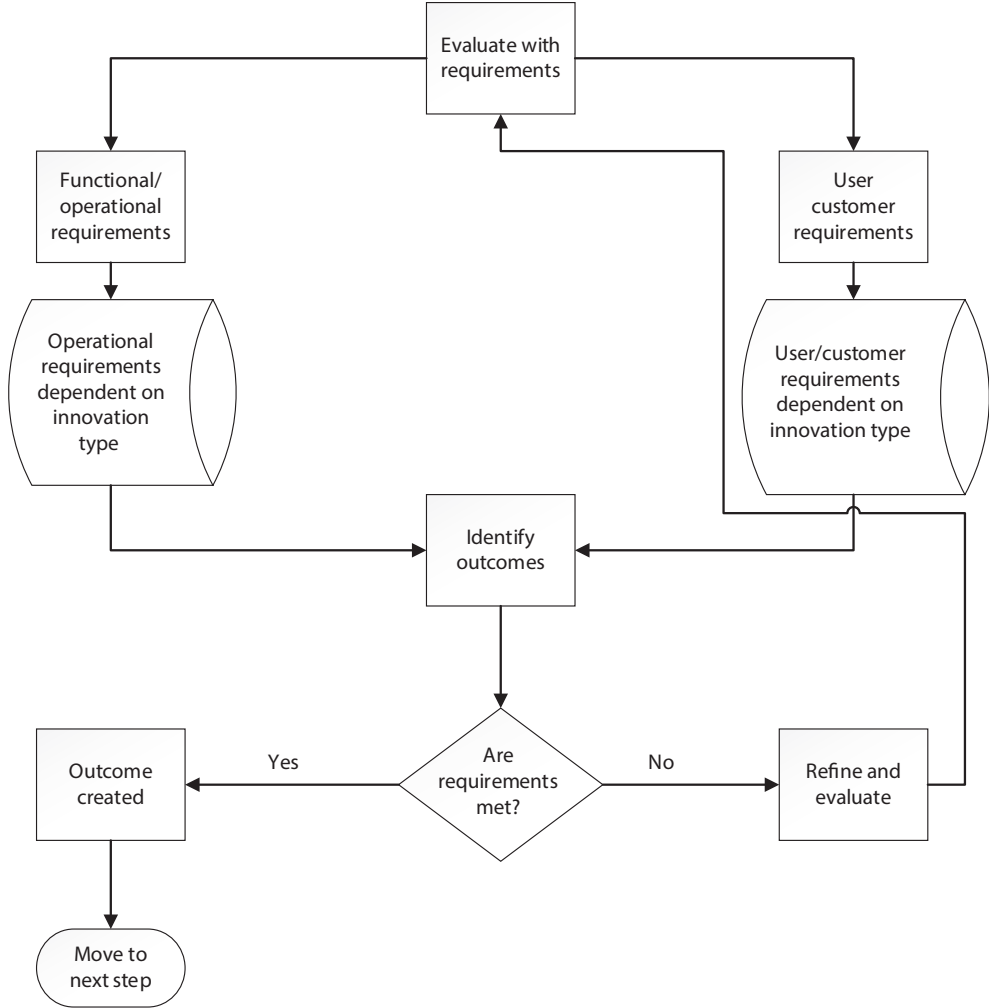 Evaluate with
requirements
Functional/
operational
requirements
User
customer
requirements
Operational
requirements
dependent on
innovation
type
User/customer
requirements
dependent on
innovation type
Identify
outcomes
Are
requirements
met?
Yes
No
Outcome
created
Refine and
evaluate
Move to
next step